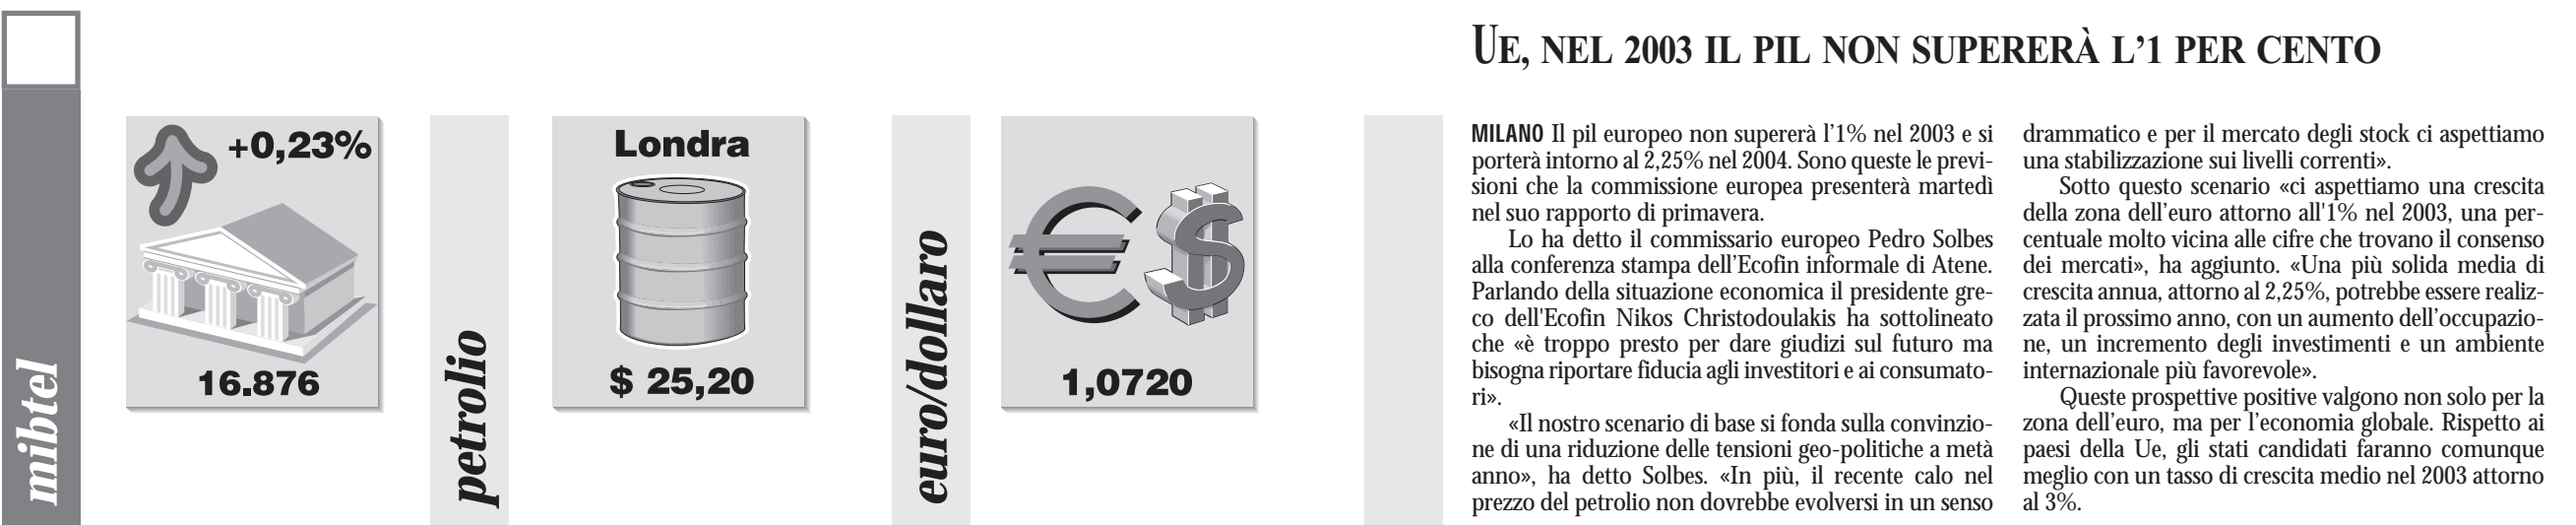 mibtel
+0,23%
16.876
petrolio
Londra
$ 25,20
euro/dollaro
1,0720
UE, NEL 2003 IL PIL NON SUPERERÀ L'1 PER CENTO
MILANO Il pil europeo non supererà l'1% nel 2003 e si
porterà intorno al 2,25% nel 2004. Sono queste le previ-
sioni che la commissione europea presenterà martedì
nel suo rapporto di primavera.
Lo ha detto il commissario europeo Pedro Solbes
alla conferenza stampa dell'Ecofin informale di Atene.
Parlando della situazione economica il presidente gre-
co dell'Ecofin Nikos Christodoulakis ha sottolineato
che «è troppo presto per dare giudizi sul futuro ma
bisogna riportare fiducia agli investitori e ai consumato-
ri».
«Il nostro scenario di base si fonda sulla convinzio-
ne di una riduzione delle tensioni geo-politiche a metà
anno», ha detto Solbes. «In più, il recente calo nel
prezzo del petrolio non dovrebbe evolversi in un senso
drammatico e per il mercato degli stock ci aspettiamo
una stabilizzazione sui livelli correnti».
Sotto questo scenario «ci aspettiamo una crescita
della zona dell'euro attorno all'1% nel 2003, una per-
centuale molto vicina alle cifre che trovano il consenso
dei mercati», ha aggiunto. «Una più solida media di
crescita annua, attorno al 2,25%, potrebbe essere realiz-
zata il prossimo anno, con un aumento dell'occupazio-
ne, un incremento degli investimenti e un ambiente
internazionale più favorevole».
Queste prospettive positive valgono non solo per la
zona dell'euro, ma per l'economia globale. Rispetto ai
paesi della Ue, gli stati candidati faranno comunque
meglio con un tasso di crescita medio nel 2003 attorno
al 3%.